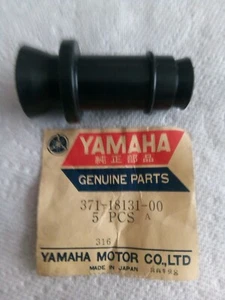 YAMAHA
純正部品
GENUINE PARTS
371-18131-00
5 PCS A
316
YAMAHA MOTOR CO.,LTD
MADE IN JAPAN